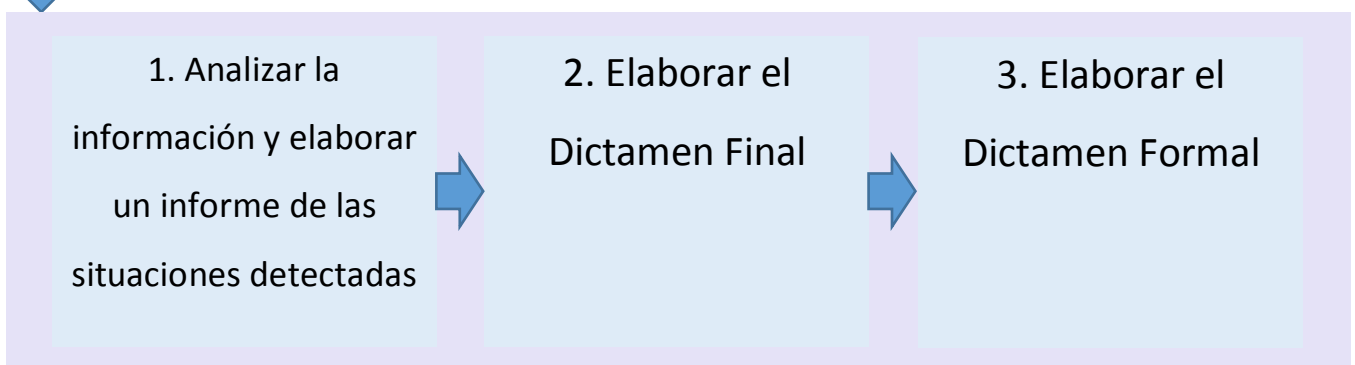 1. Analizar la
información y elaborar
un informe de las
situaciones detectadas
2. Elaborar el
Dictamen Final
3. Elaborar el
Dictamen Formal